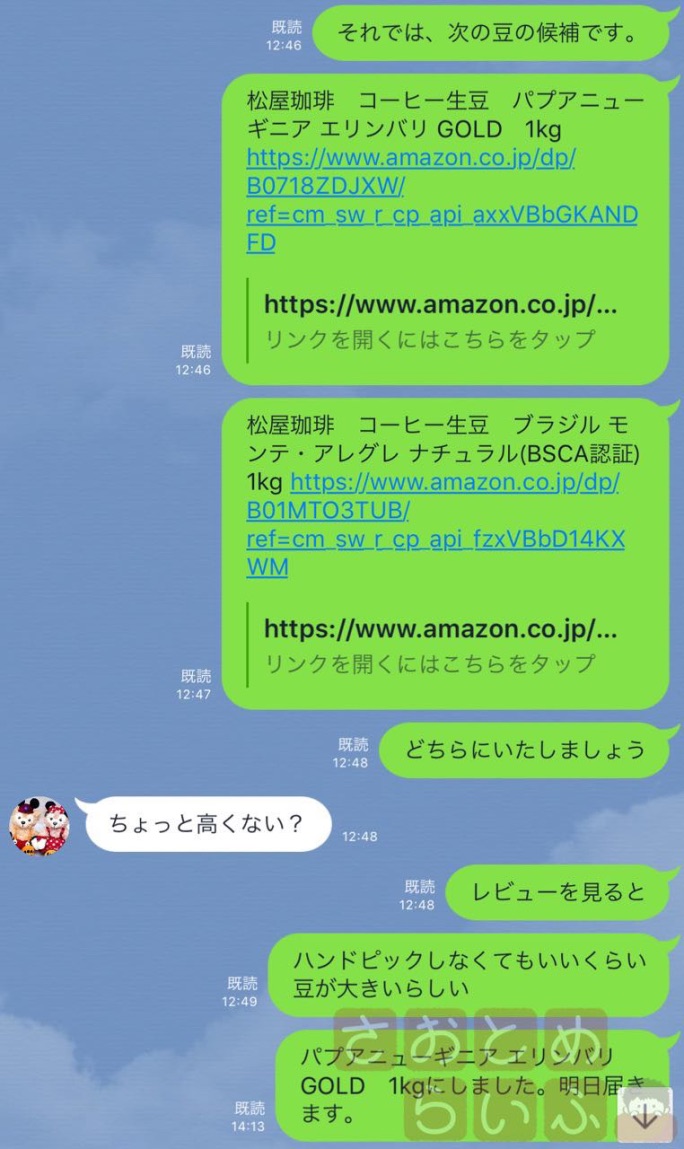 それでは、次の豆の候補です。
既読
12:46
松屋珈琲　コーヒー生豆　パプアニュー
ギニア エリンバリ GOLD　1kg
https://www.amazon.co.jp/dp/
B0718ZDJXW/
ref=cm_sw_r_cp_api_axxVBbGKAND
FD
https://www.amazon.co.jp/...
リンクを開くにはこちらをタップ
既読
12:46
松屋珈琲　コーヒー生豆　ブラジル モ
ンテ・アレグレ ナチュラル(BSCA認証)
1kg https://www.amazon.co.jp/dp/
B01MTO3TUB/
ref=cm_sw_r_cp_api_fzxVBbD14KX
WM
https://www.amazon.co.jp/...
リンクを開くにはこちらをタップ
既読
12:47
どちらにいたしましょう
既読
12:48
ちょっと高くない？
12:48
レビューを見ると
既読
12:48
ハンドピックしなくてもいいくらい
豆が大きいらしい
既読
12:49
パプアニューギニア エリンバリ
GOLD　1kgにしました。明日届き
ます。
既読
14:13
さおとめ
らいふ